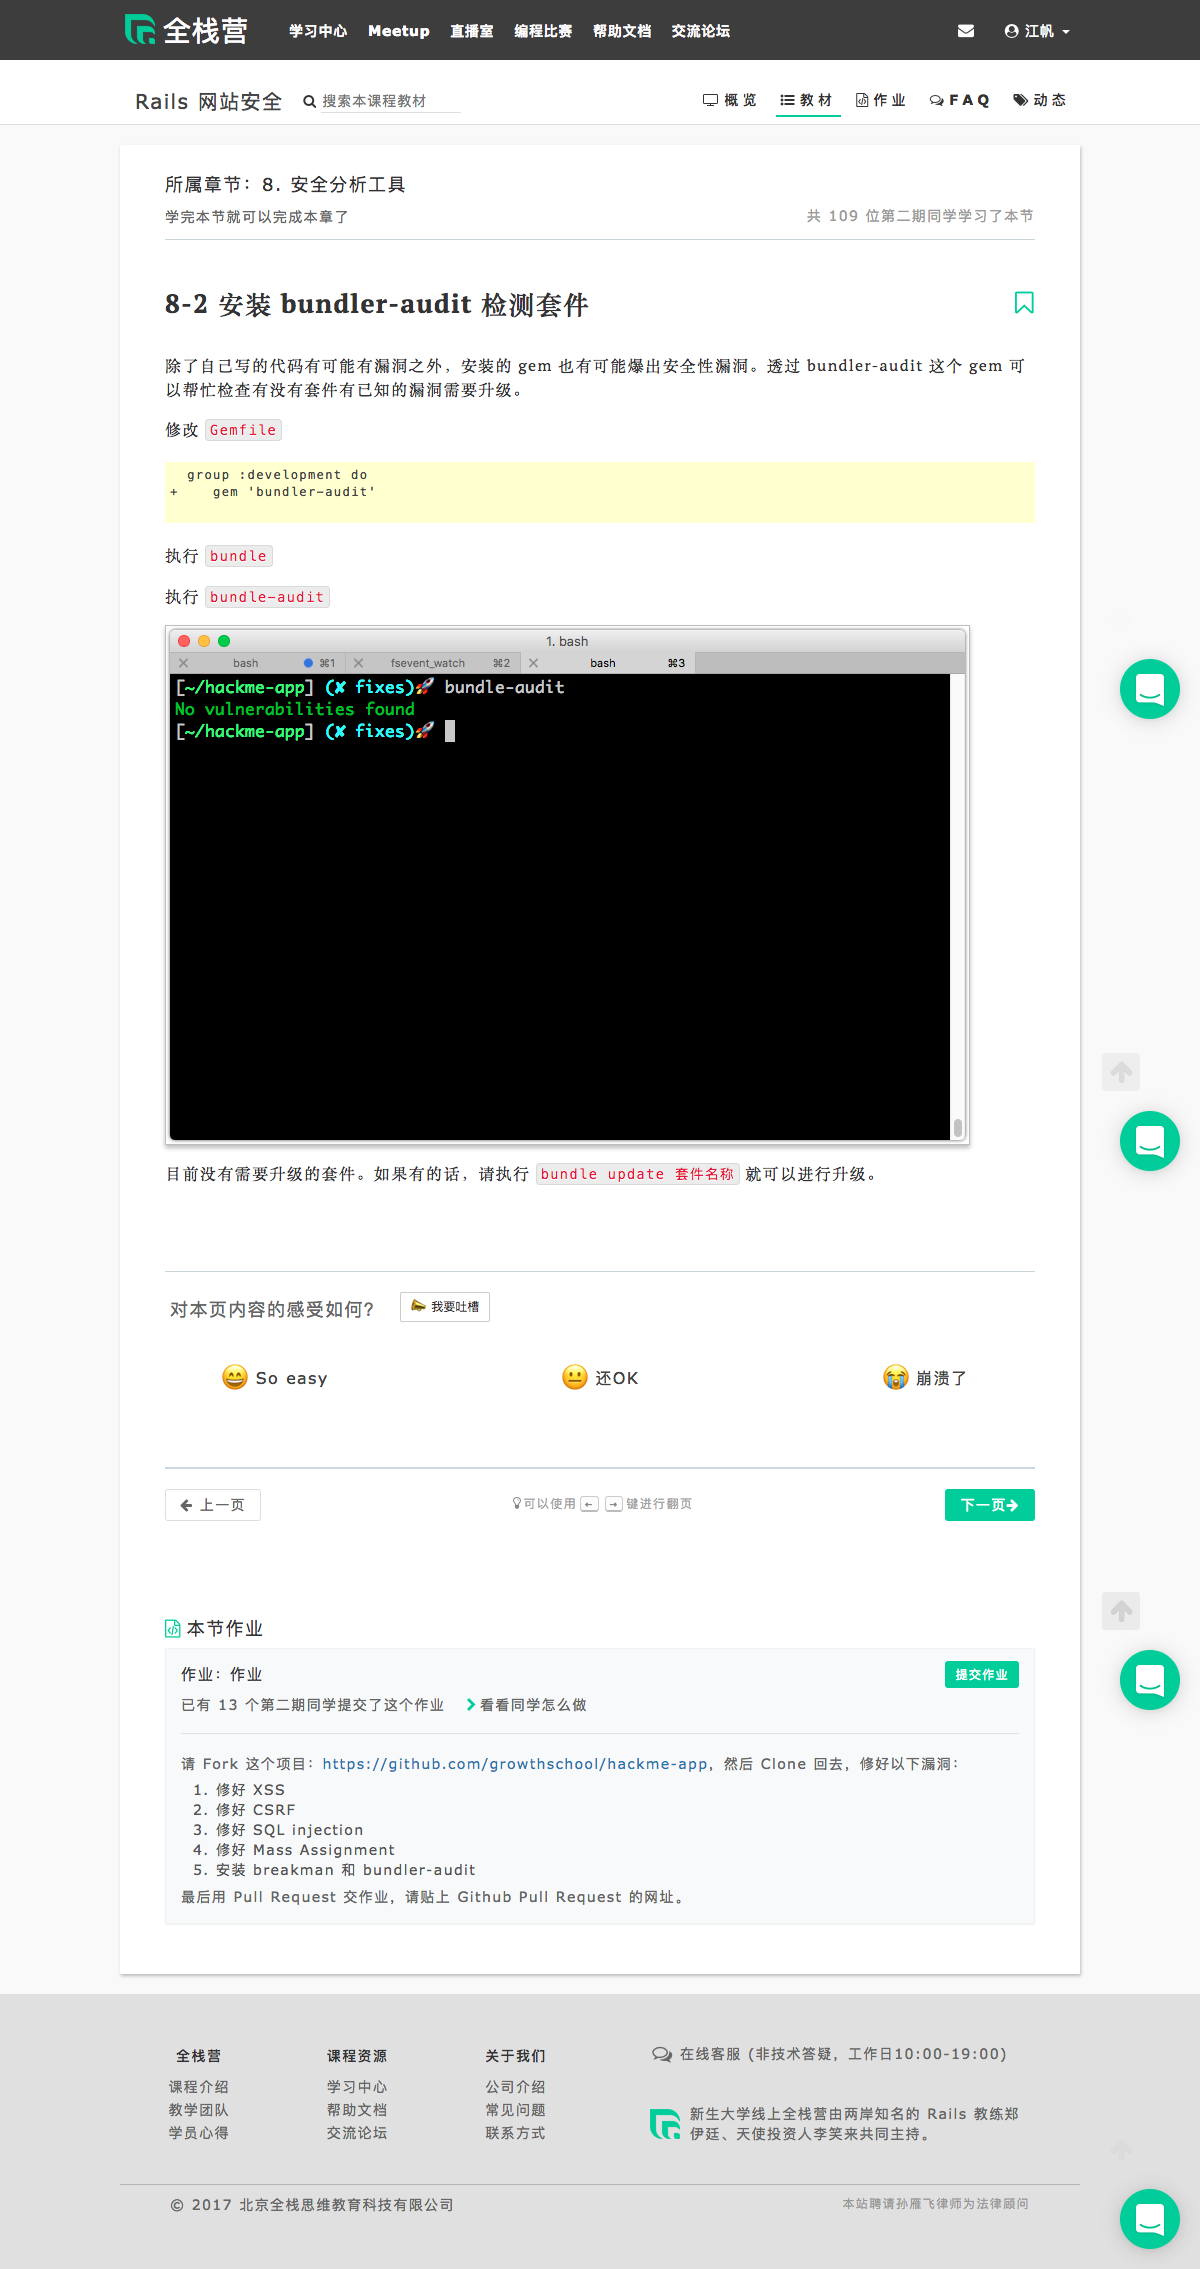 全栈营 学习中心 Meetup 直播室 编程比赛 帮助文档 交流论坛 江帆
Rails 网站安全 搜索本课程教材 概览 教材 作业 FAQ 动态
所属章节：8. 安全分析工具
学完本节就可以完成本章了 共 109 位第二期同学学习了本节
8-2 安装 bundler-audit 检测套件
除了自己写的代码有可能有漏洞之外，安装的 gem 也有可能爆出安全性漏洞。透过 bundler-audit 这个 gem 可
以帮忙检查有没有套件有已知的漏洞需要升级。
修改 Gemfile
group :development do
+ gem 'bundler-audit'
执行 bundle
执行 bundle-audit
1. bash
bash ⌘1 fsevent_watch ⌘2 bash ⌘3
[~/hackme-app] (✘ fixes)🚀 bundle-audit
No vulnerabilities found
[~/hackme-app] (✘ fixes)🚀
目前没有需要升级的套件。如果有的话，请执行 bundle update 套件名称 就可以进行升级。
对本页内容的感受如何? 我要吐槽
So easy 还OK 崩溃了
上一页 可以使用 ← → 键进行翻页 下一页
本节作业
作业：作业 提交作业
已有 13 个第二期同学提交了这个作业 看看同学怎么做
请 Fork 这个项目：https://github.com/growthschool/hackme-app，然后 Clone 回去，修好以下漏洞：
1. 修好 XSS
2. 修好 CSRF
3. 修好 SQL injection
4. 修好 Mass Assignment
5. 安装 breakman 和 bundler-audit
最后用 Pull Request 交作业，请贴上 Github Pull Request 的网址。
全栈营 课程资源 关于我们 在线客服 (非技术答疑，工作日10:00-19:00)
课程介绍 学习中心 公司介绍
教学团队 帮助文档 常见问题 新生大学线上全栈营由两岸知名的 Rails 教练郑
学员心得 交流论坛 联系方式 伊廷、天使投资人李笑来共同主持。
© 2017 北京全栈思维教育科技有限公司 本站聘请孙雁飞律师为法律顾问